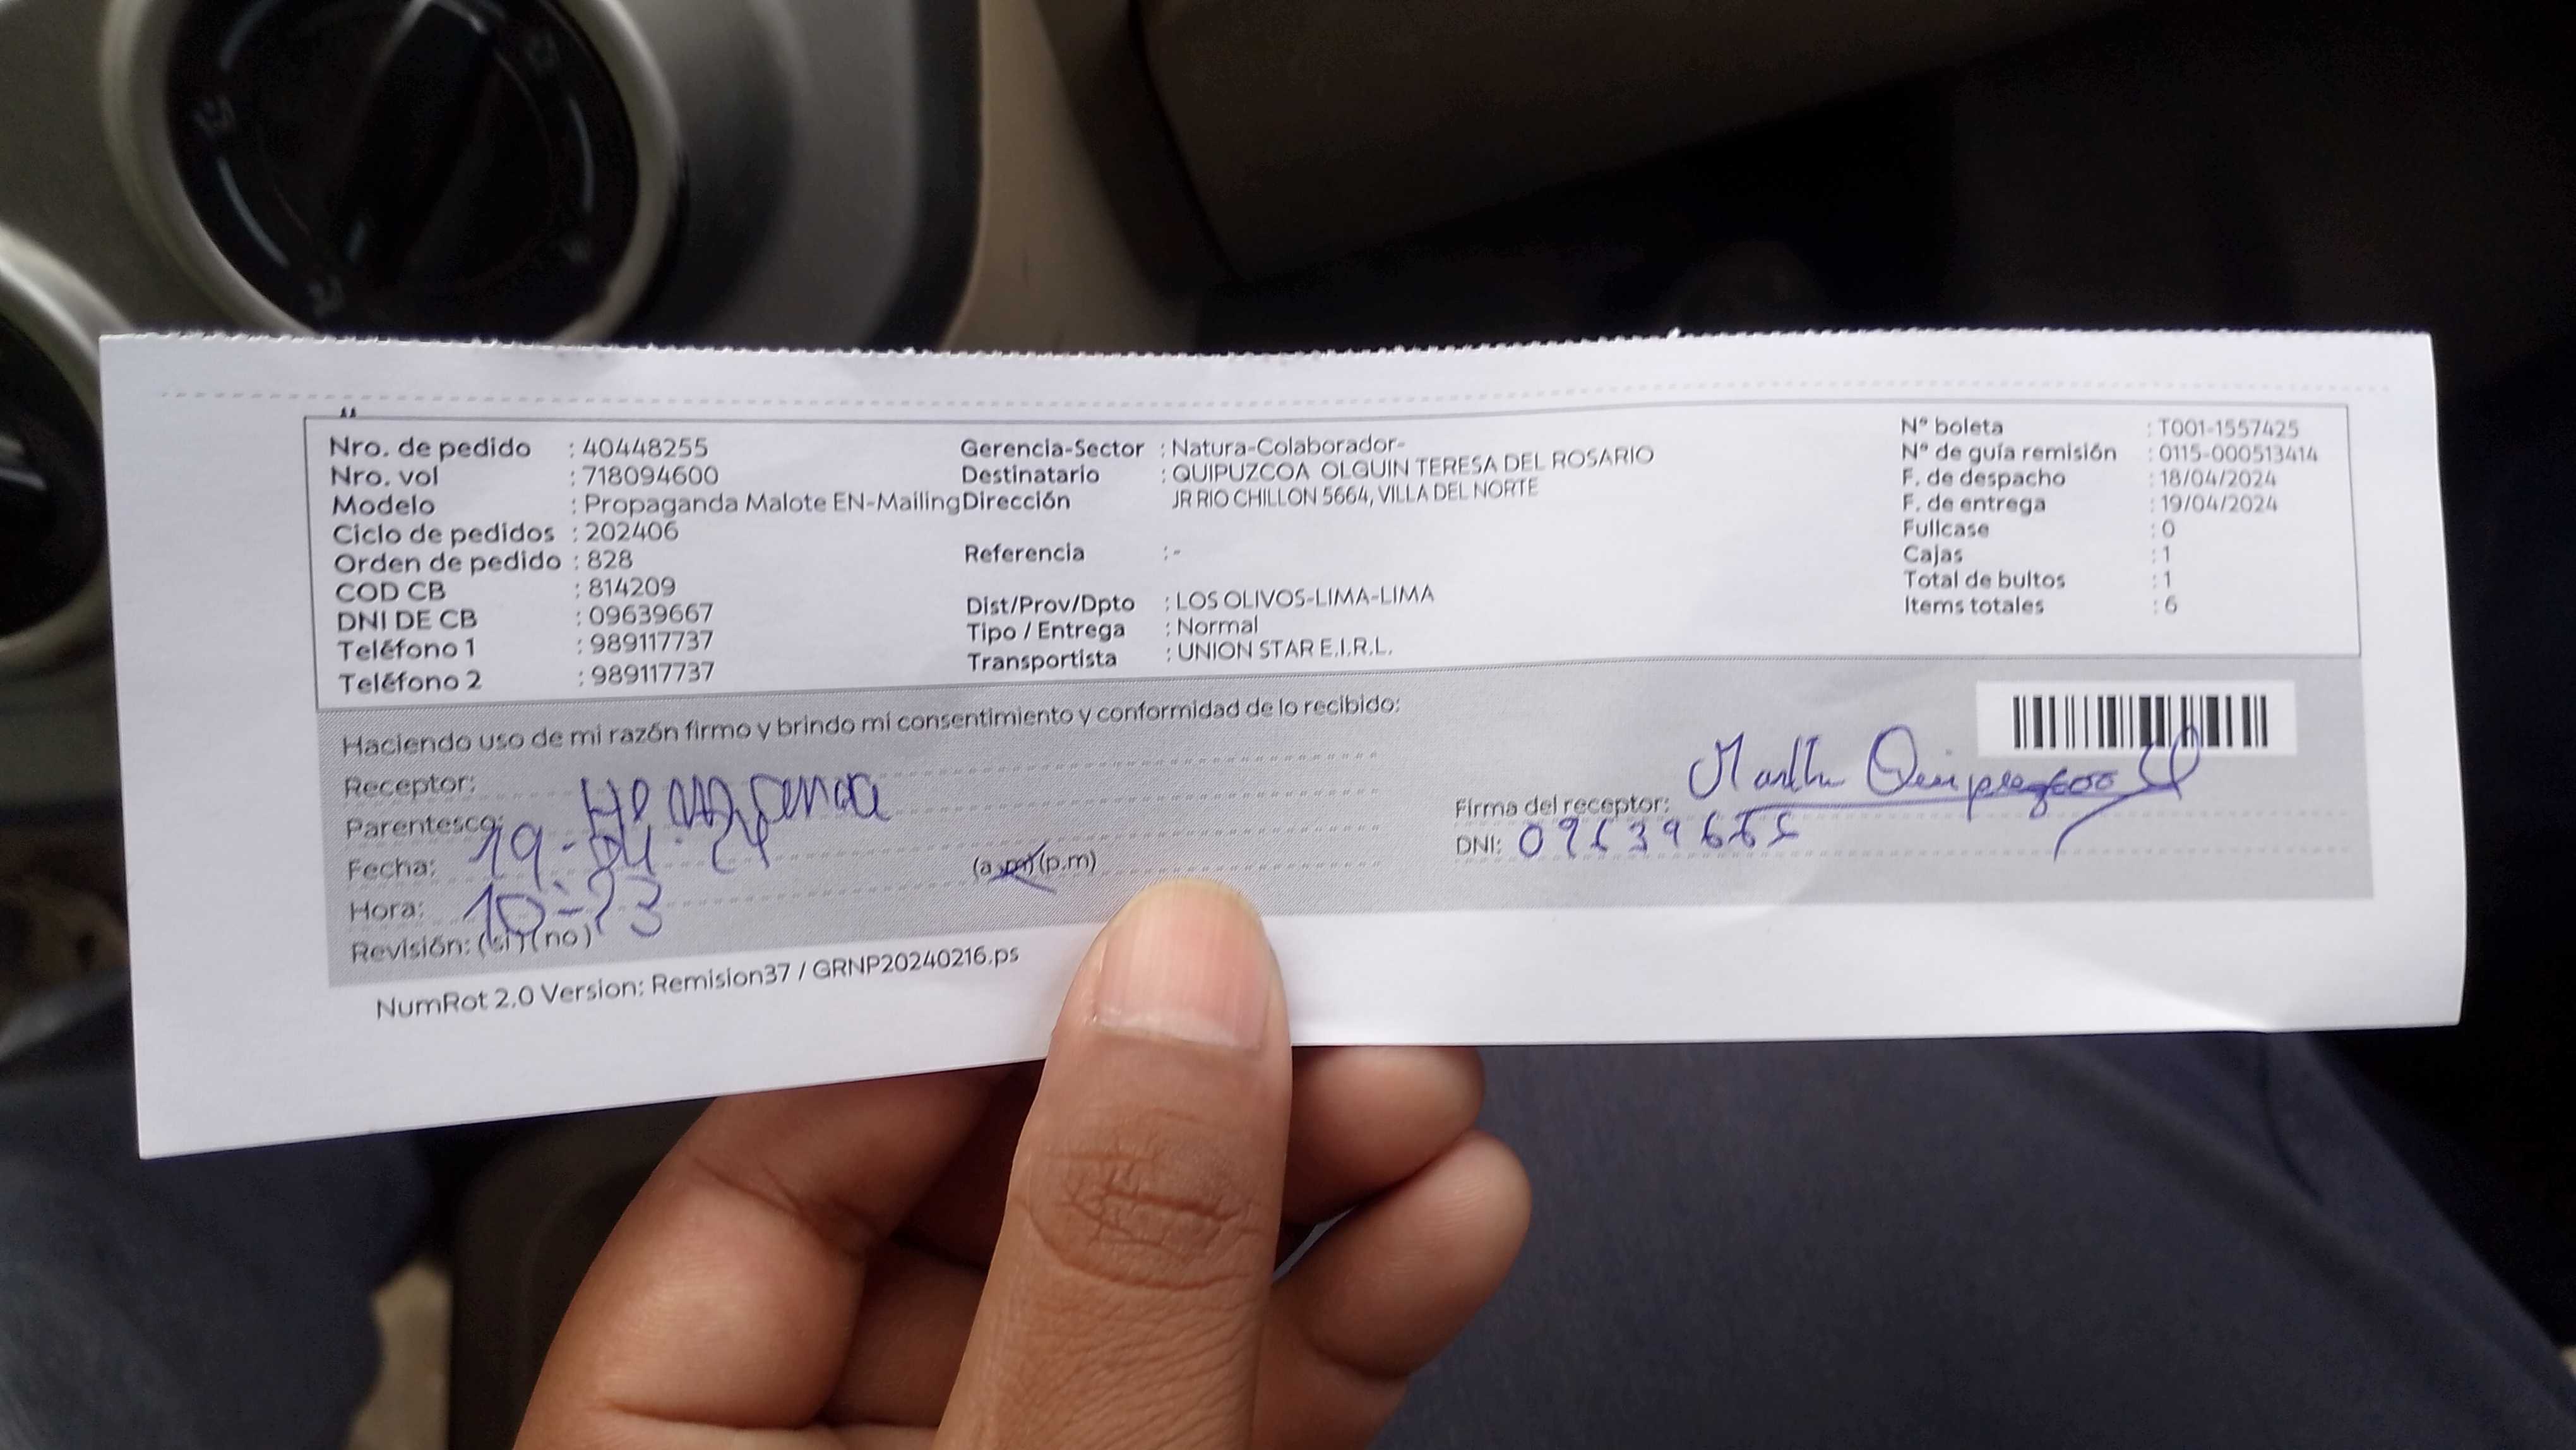 Nro. de pedido : 40448255
Nro. vol : 718094600
Modelo : Propaganda Malote EN-Mailing
Ciclo de pedidos : 202406
Orden de pedido : 828
COD CB : 814209
DNI DE CB : 09639667
Teléfono 1 : 989117737
Teléfono 2 : 989117737
Gerencia-Sector : Natura-Colaborador-
Destinatario : QUIPUZCOA OLGUIN TERESA DEL ROSARIO
Dirección JR RIO CHILLON 5664, VILLA DEL NORTE
Referencia : -
Dist/Prov/Dpto : LOS OLIVOS-LIMA-LIMA
Tipo / Entrega : Normal
Transportista : UNION STAR E.I.R.L.
N° boleta : T001-1557425
N° de guía remisión : 0115-000513414
F. de despacho : 18/04/2024
F. de entrega : 19/04/2024
Fullcase : 0
Cajas : 1
Total de bultos : 1
Items totales : 6
Haciendo uso de mi razón firmo y brindo mi consentimiento y conformidad de lo recibido:
Receptor:
Parentesco:
Fecha: 19-04-24
Hora: 10-23 (a.m) (p.m)
Revisión: (si) (no)
Firma del receptor:
DNI:
NumRot 2.0 Version: Remision37 / GRNP20240216.ps